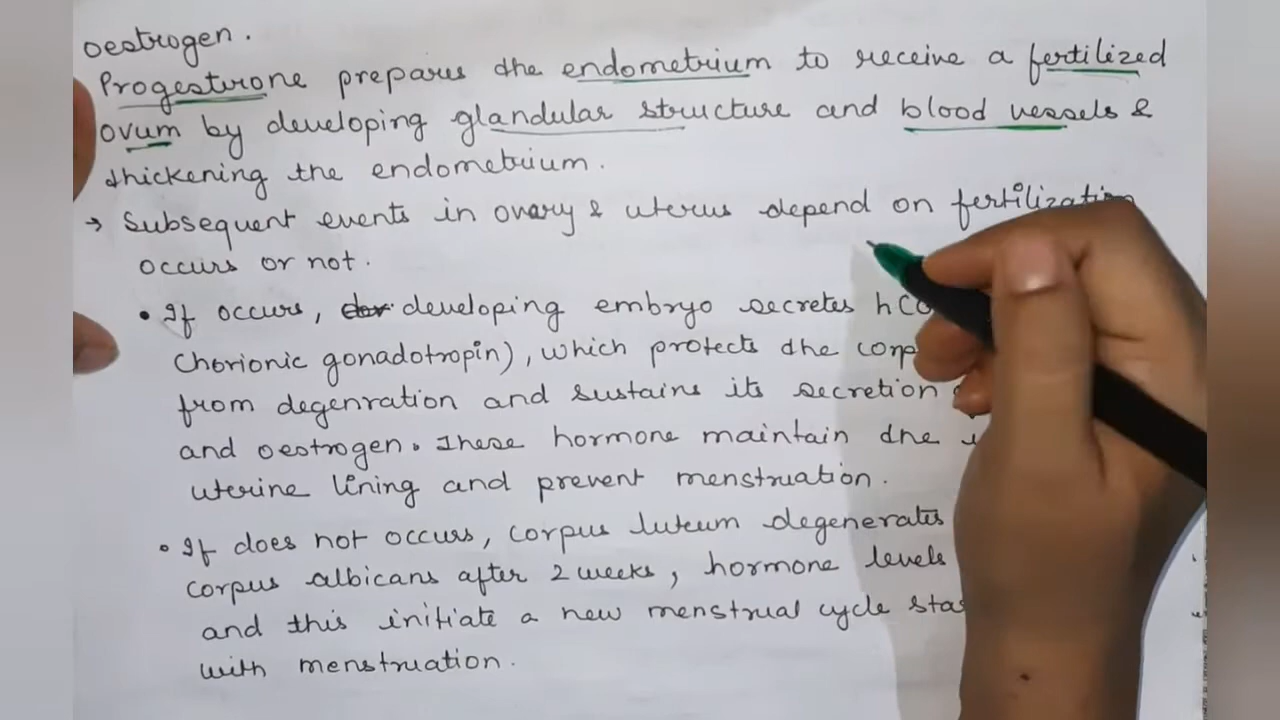 oestrogen.
Progestrone prepares the endometrium to receive a fertilized
ovum by developing glandular structure and blood vessels &
thickening the endometrium.
→ Subsequent events in ovary & uterus depend on fertilization
occurs or not.
• If occurs, developing embryo secretes hC
Chorionic gonadotropin), which protects the corp
from degenration and sustains its secretion
and oestrogen. These hormone maintain the
uterine lining and prevent menstruation.
• If does not occurs, corpus luteum degenerates
corpus albicans after 2 weeks, hormone levels
and this initiate a new menstrual cycle sta
with menstruation.